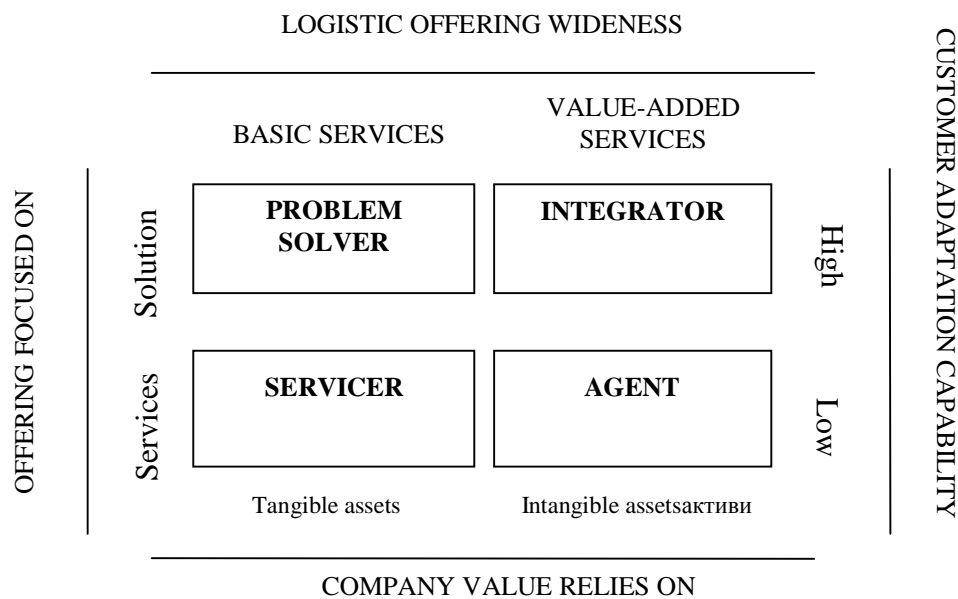 LOGISTIC OFFERING WIDENESS
BASIC SERVICES
VALUE-ADDED
SERVICES
OFFERING FOCUSED ON
Solution
PROBLEM
SOLVER
INTEGRATOR
High
CUSTOMER ADAPTATION CAPABILITY
Services
SERVICER
AGENT
Low
Tangible assets
Intangible assetsактиви
COMPANY VALUE RELIES ON